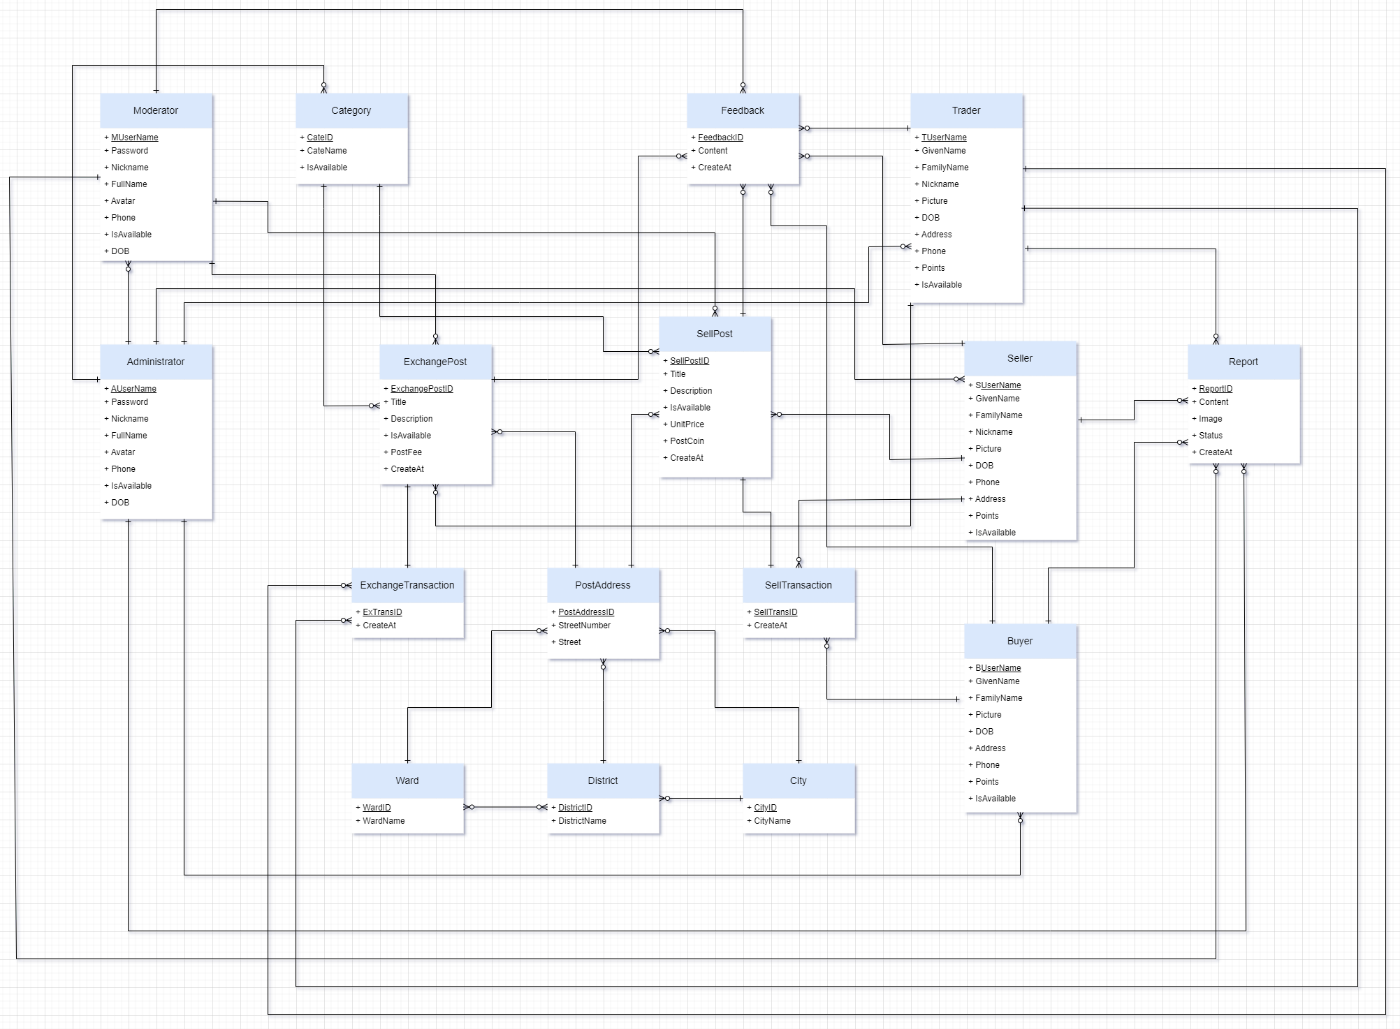 Moderator
+ MUserName
+ Password
+ Nickname
+ FullName
+ Avatar
+ Phone
+ IsAvailable
+ DOB
Category
+ CateID
+ CateName
+ IsAvailable
Feedback
+ FeedbackID
+ Content
+ CreateAt
Trader
+ TUserName
+ GivenName
+ FamilyName
+ Nickname
+ Picture
+ DOB
+ Address
+ Phone
+ Points
+ IsAvailable
Administrator
+ AUserName
+ Password
+ Nickname
+ FullName
+ Avatar
+ Phone
+ IsAvailable
+ DOB
ExchangePost
+ ExchangePostID
+ Title
+ Description
+ IsAvailable
+ PostFee
+ CreateAt
SellPost
+ SellPostID
+ Title
+ Description
+ IsAvailable
+ UnitPrice
+ PostCoin
+ CreateAt
Seller
+ SUserName
+ GivenName
+ FamilyName
+ Nickname
+ Picture
+ DOB
+ Phone
+ Address
+ Points
+ IsAvailable
Report
+ ReportID
+ Content
+ Image
+ Status
+ CreateAt
ExchangeTransaction
+ ExTransID
+ CreateAt
PostAddress
+ PostAddressID
+ StreetNumber
+ Street
SellTransaction
+ SellTransID
+ CreateAt
Buyer
+ BUserName
+ GivenName
+ FamilyName
+ Picture
+ DOB
+ Address
+ Phone
+ Points
+ IsAvailable
Ward
+ WardID
+ WardName
District
+ DistrictID
+ DistrictName
City
+ CityID
+ CityName